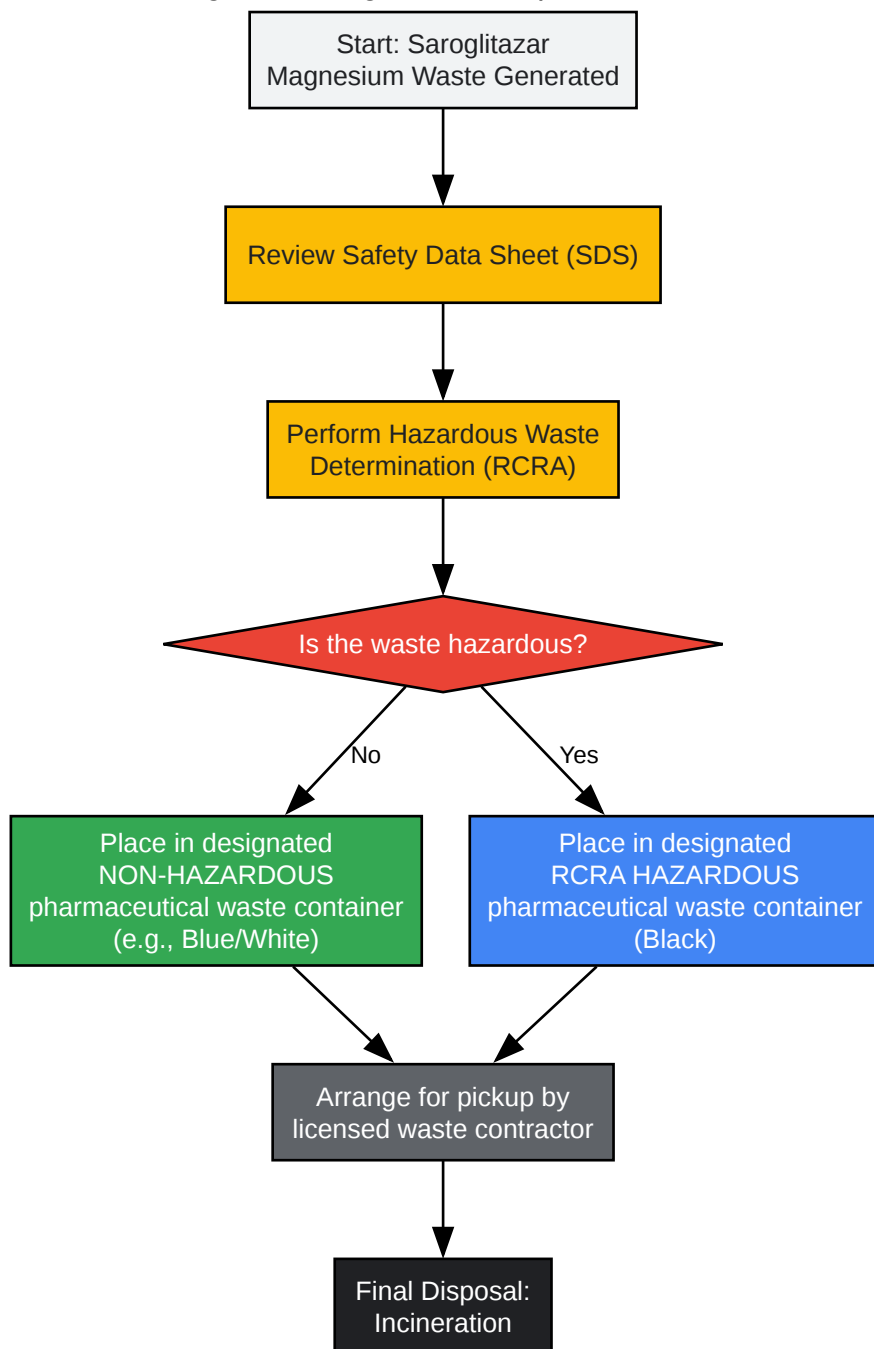 Start: Saroglitazar
Magnesium Waste Generated
Review Safety Data Sheet (SDS)
Perform Hazardous Waste
Determination (RCRA)
Is the waste hazardous?
No
Yes
Place in designated
NON-HAZARDOUS
pharmaceutical waste container
(e.g., Blue/White)
Place in designated
RCRA HAZARDOUS
pharmaceutical waste container
(Black)
Arrange for pickup by
licensed waste contractor
Final Disposal:
Incineration